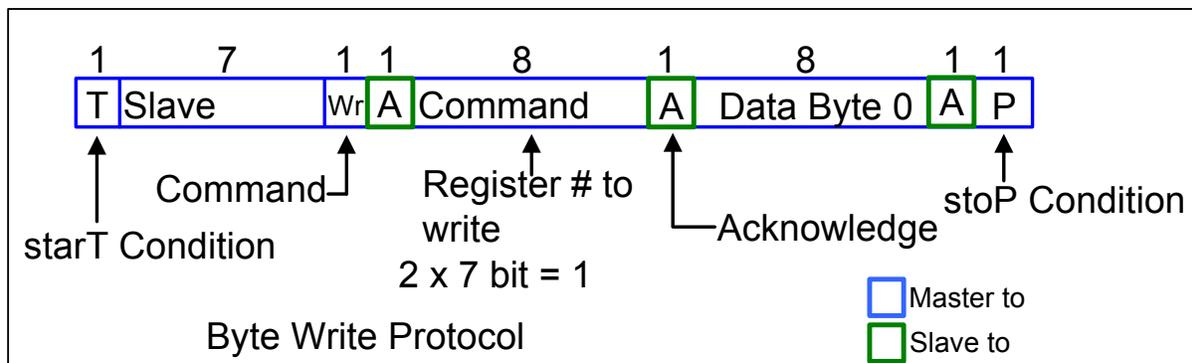 1 7 1 1 8 1 8 1 1
T Slave Wr A Command A Data Byte 0 A P
Command
Register # to
write
2 x 7 bit = 1
starT Condition
Acknowledge
stoP Condition
Byte Write Protocol
Master to
Slave to